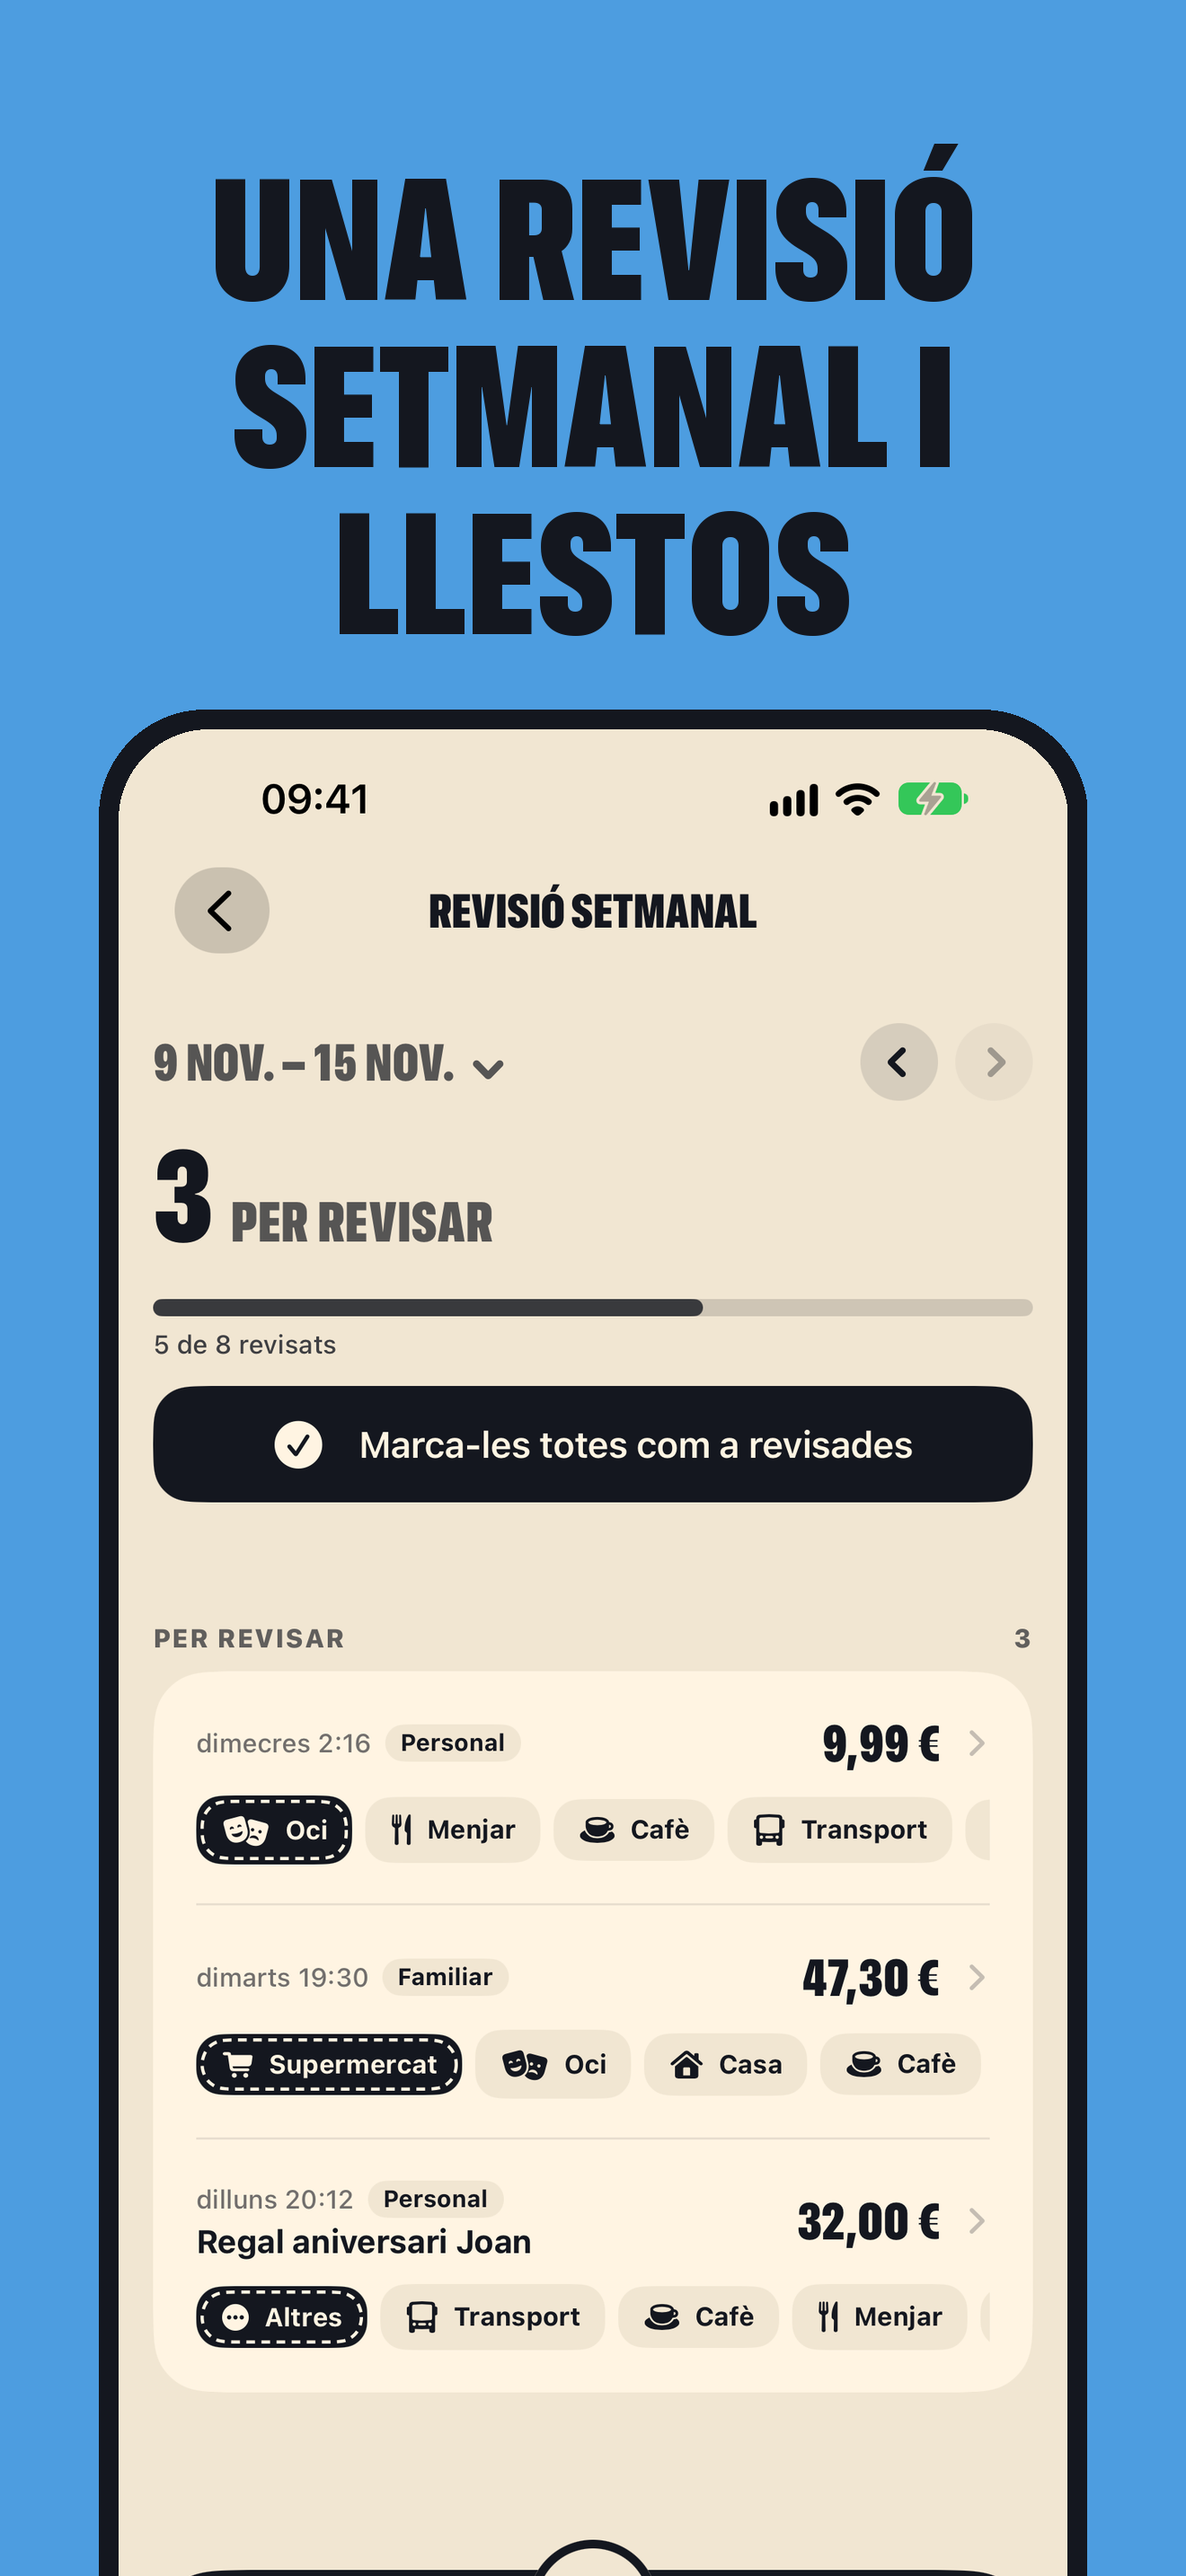 UNA REVISIÓ
SETMANAL I
LLESTOS
09:41
REVISIÓ SETMANAL
9 NOV. – 15 NOV.
3 PER REVISAR
5 de 8 revisats
Marca-les totes com a revisades
PER REVISAR 3
dimecres 2:16 Personal 9,99 €
Oci Menjar Cafè Transport
dimarts 19:30 Familiar 47,30 €
Supermercat Oci Casa Cafè
dilluns 20:12 Personal 32,00 €
Regal aniversari Joan
Altres Transport Cafè Menjar